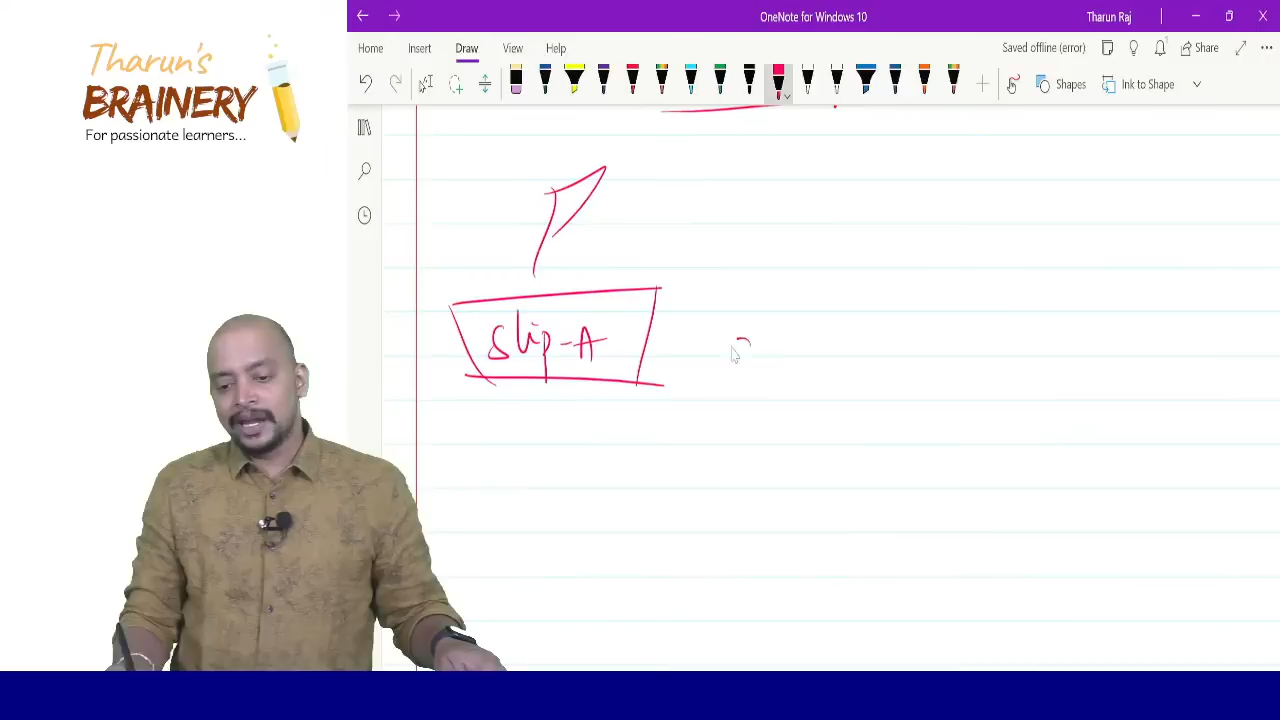 Tharun's
BRAINERY
For passionate learners...
OneNote for Windows 10
Tharun Raj
Home Insert Draw View Help
Saved offline (error)
Share
Shapes
Ink to Shape
Slip-A